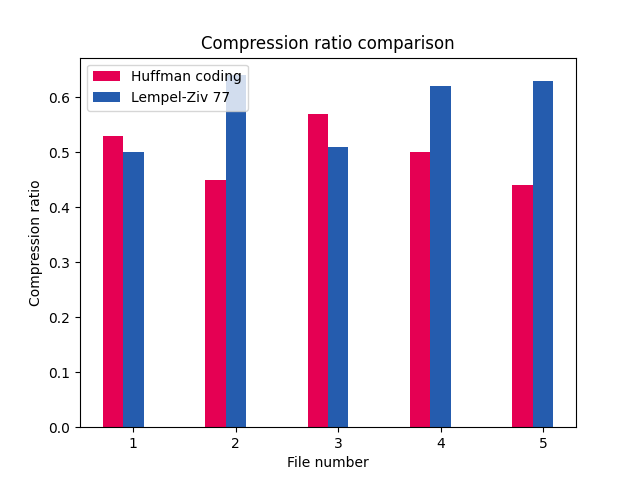 Compression ratio comparison
Huffman coding
Lempel-Ziv 77
Compression ratio
0.6
0.5
0.4
0.3
0.2
0.1
0.0
1 2 3 4 5
File number